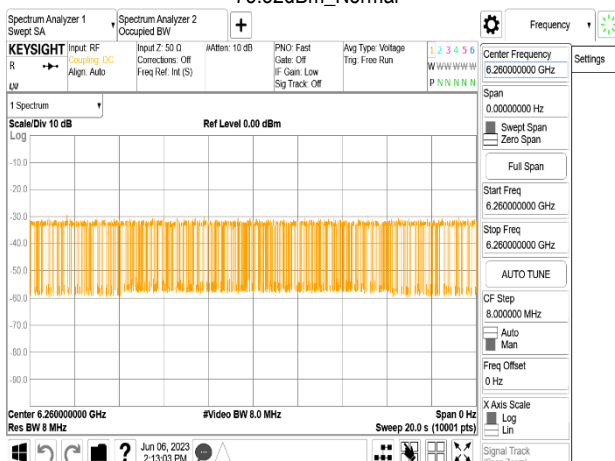 Spectrum Analyzer 1
Swept SA
Spectrum Analyzer 2
Occupied BW
+
Frequency
Settings
KEYSIGHT
R
Input: RF
Coupling: DC
Align: Auto
Input Z: 50 Ω
Corrections: Off
Freq Ref: Int (S)
#Atten: 10 dB
PNO: Fast
Gate: Off
IF Gain: Low
Sig Track: Off
Avg Type: Voltage
Trig: Free Run
1 2 3 4 5 6
W W W W W W
P N N N N N
1 Spectrum
Scale/Div 10 dB
Ref Level 0.00 dBm
Log
-10.0
-20.0
-30.0
-40.0
-50.0
-60.0
-70.0
-80.0
-90.0
Center 6.260000000 GHz
#Video BW 8.0 MHz
Span 0 Hz
Res BW 8 MHz
Sweep 20.0 s (10001 pts)
Jun 06, 2023
2:13:03 PM
Center Frequency
6.260000000 GHz
Span
0.00000000 Hz
Swept Span
Zero Span
Full Span
Start Freq
6.260000000 GHz
Stop Freq
6.260000000 GHz
AUTO TUNE
CF Step
8.000000 MHz
Auto
Man
Freq Offset
0 Hz
X Axis Scale
Log
Lin
Signal Track